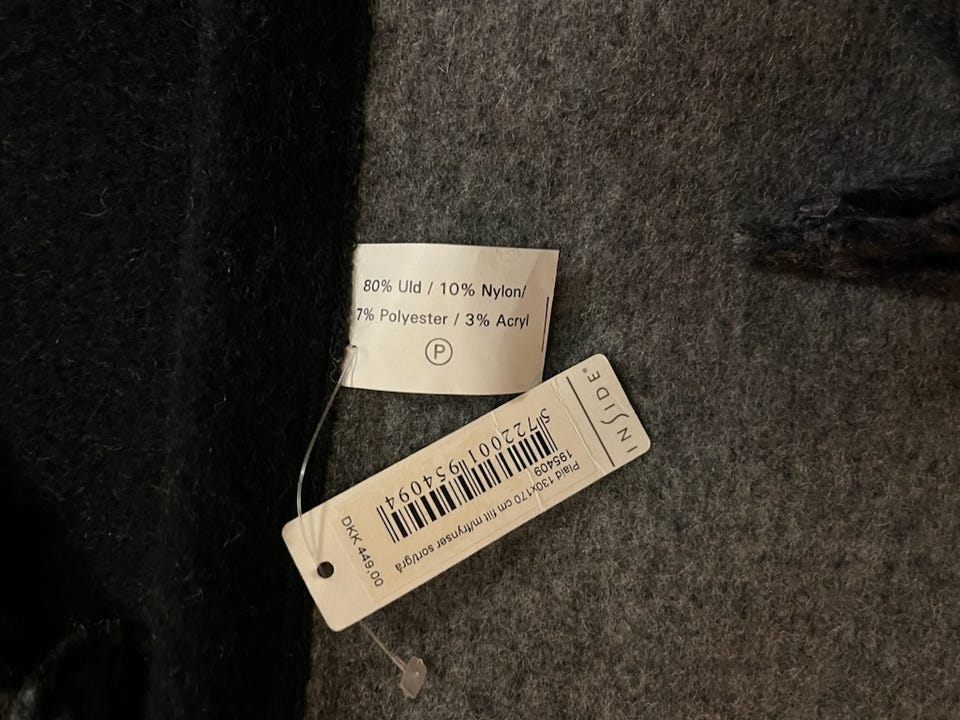 80% Uld / 10% Nylon/
7% Polyester / 3% Acryl
P
INSIDE®
195409
Plaid 130x170 cm filt m/frynser sort/grå
5722001954094
DKK 449,00